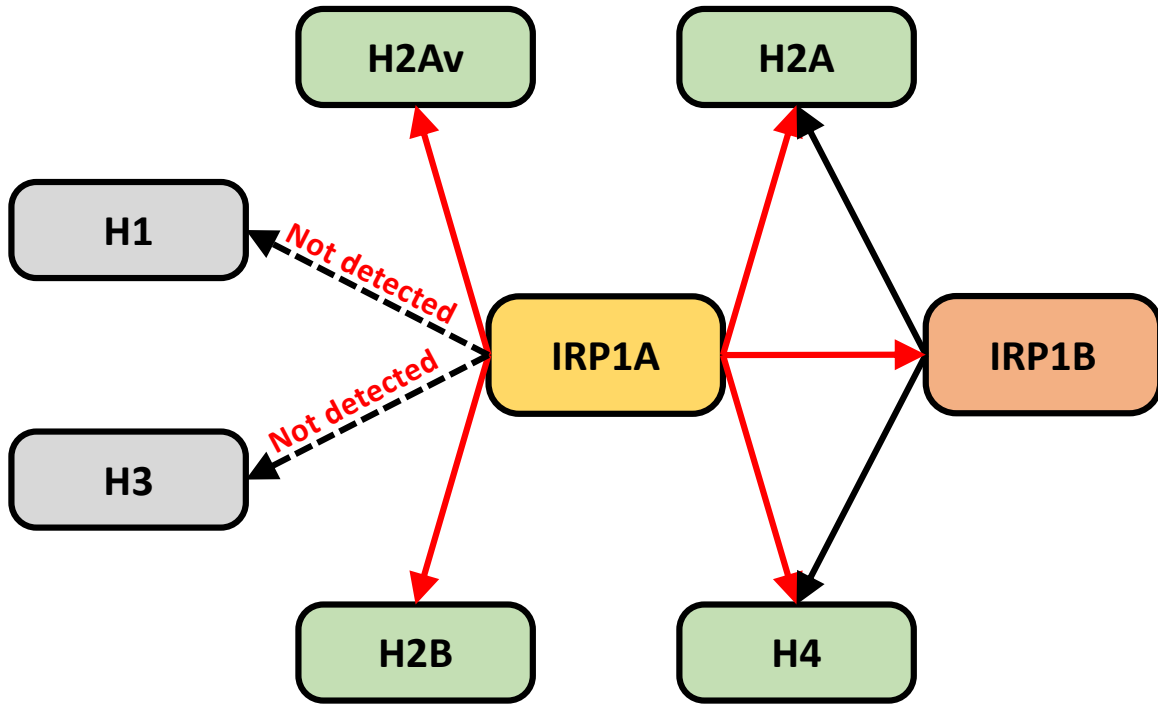 H2Av
H2A
H1
Not detected
IRP1A
IRP1B
Not detected
H3
H2B
H4